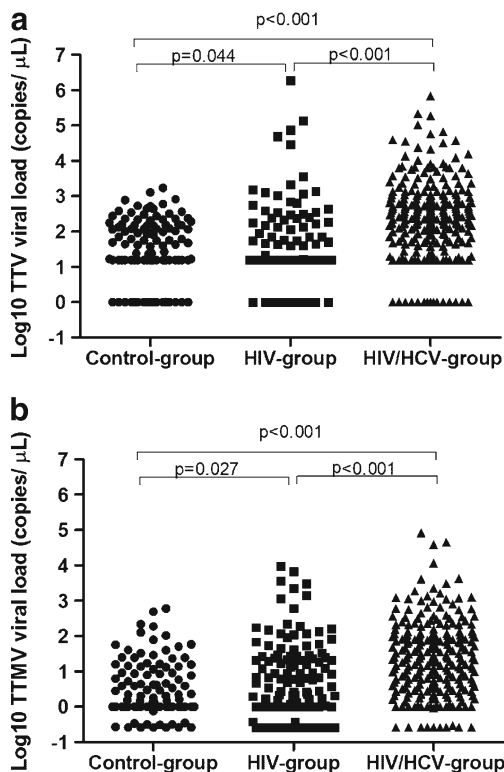 a
p<0.001
p=0.044
p<0.001
Log10 TTV viral load (copies/ μL)
7
6
5
4
3
2
1
0
-1
Control-group HIV-group HIV/HCV-group
b
p<0.001
p=0.027
p<0.001
Log10 TTMV viral load (copies/ μL)
7
6
5
4
3
2
1
0
-1
Control-group HIV-group HIV/HCV-group